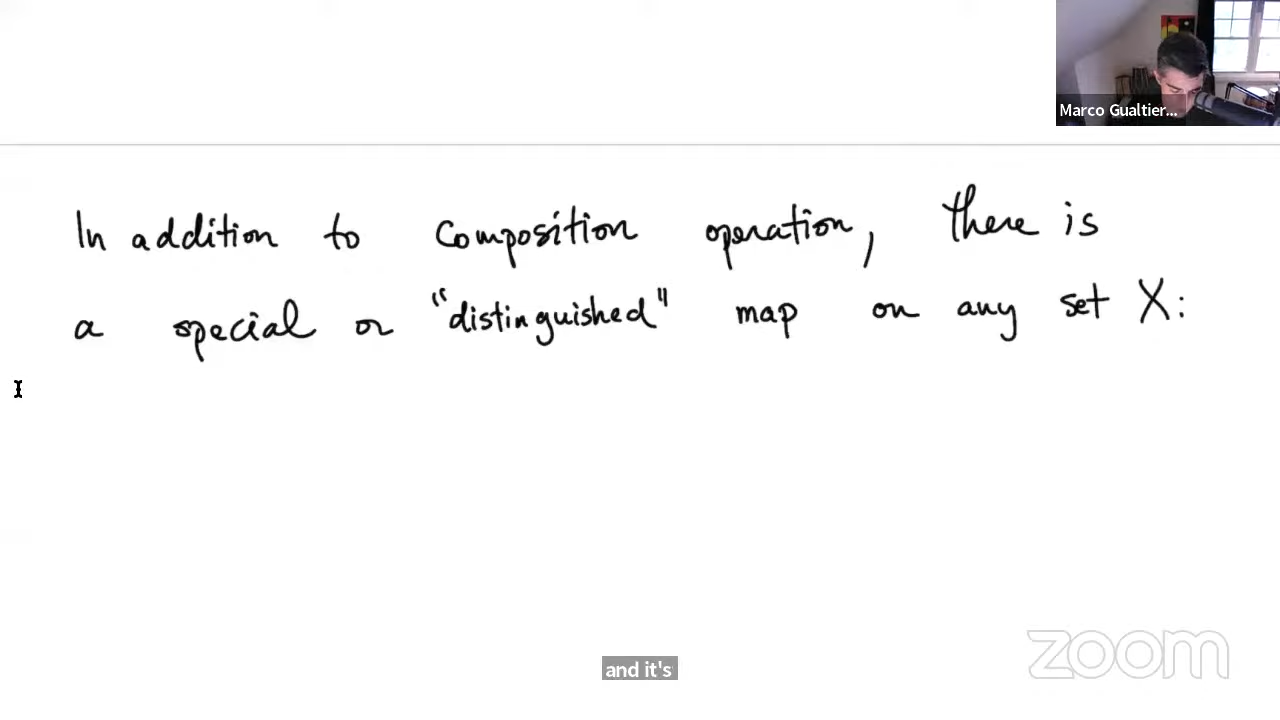 Marco Gualtier...
In addition to composition operation, there is
a special or "distinguished" map on any set X:
and it's
zoom